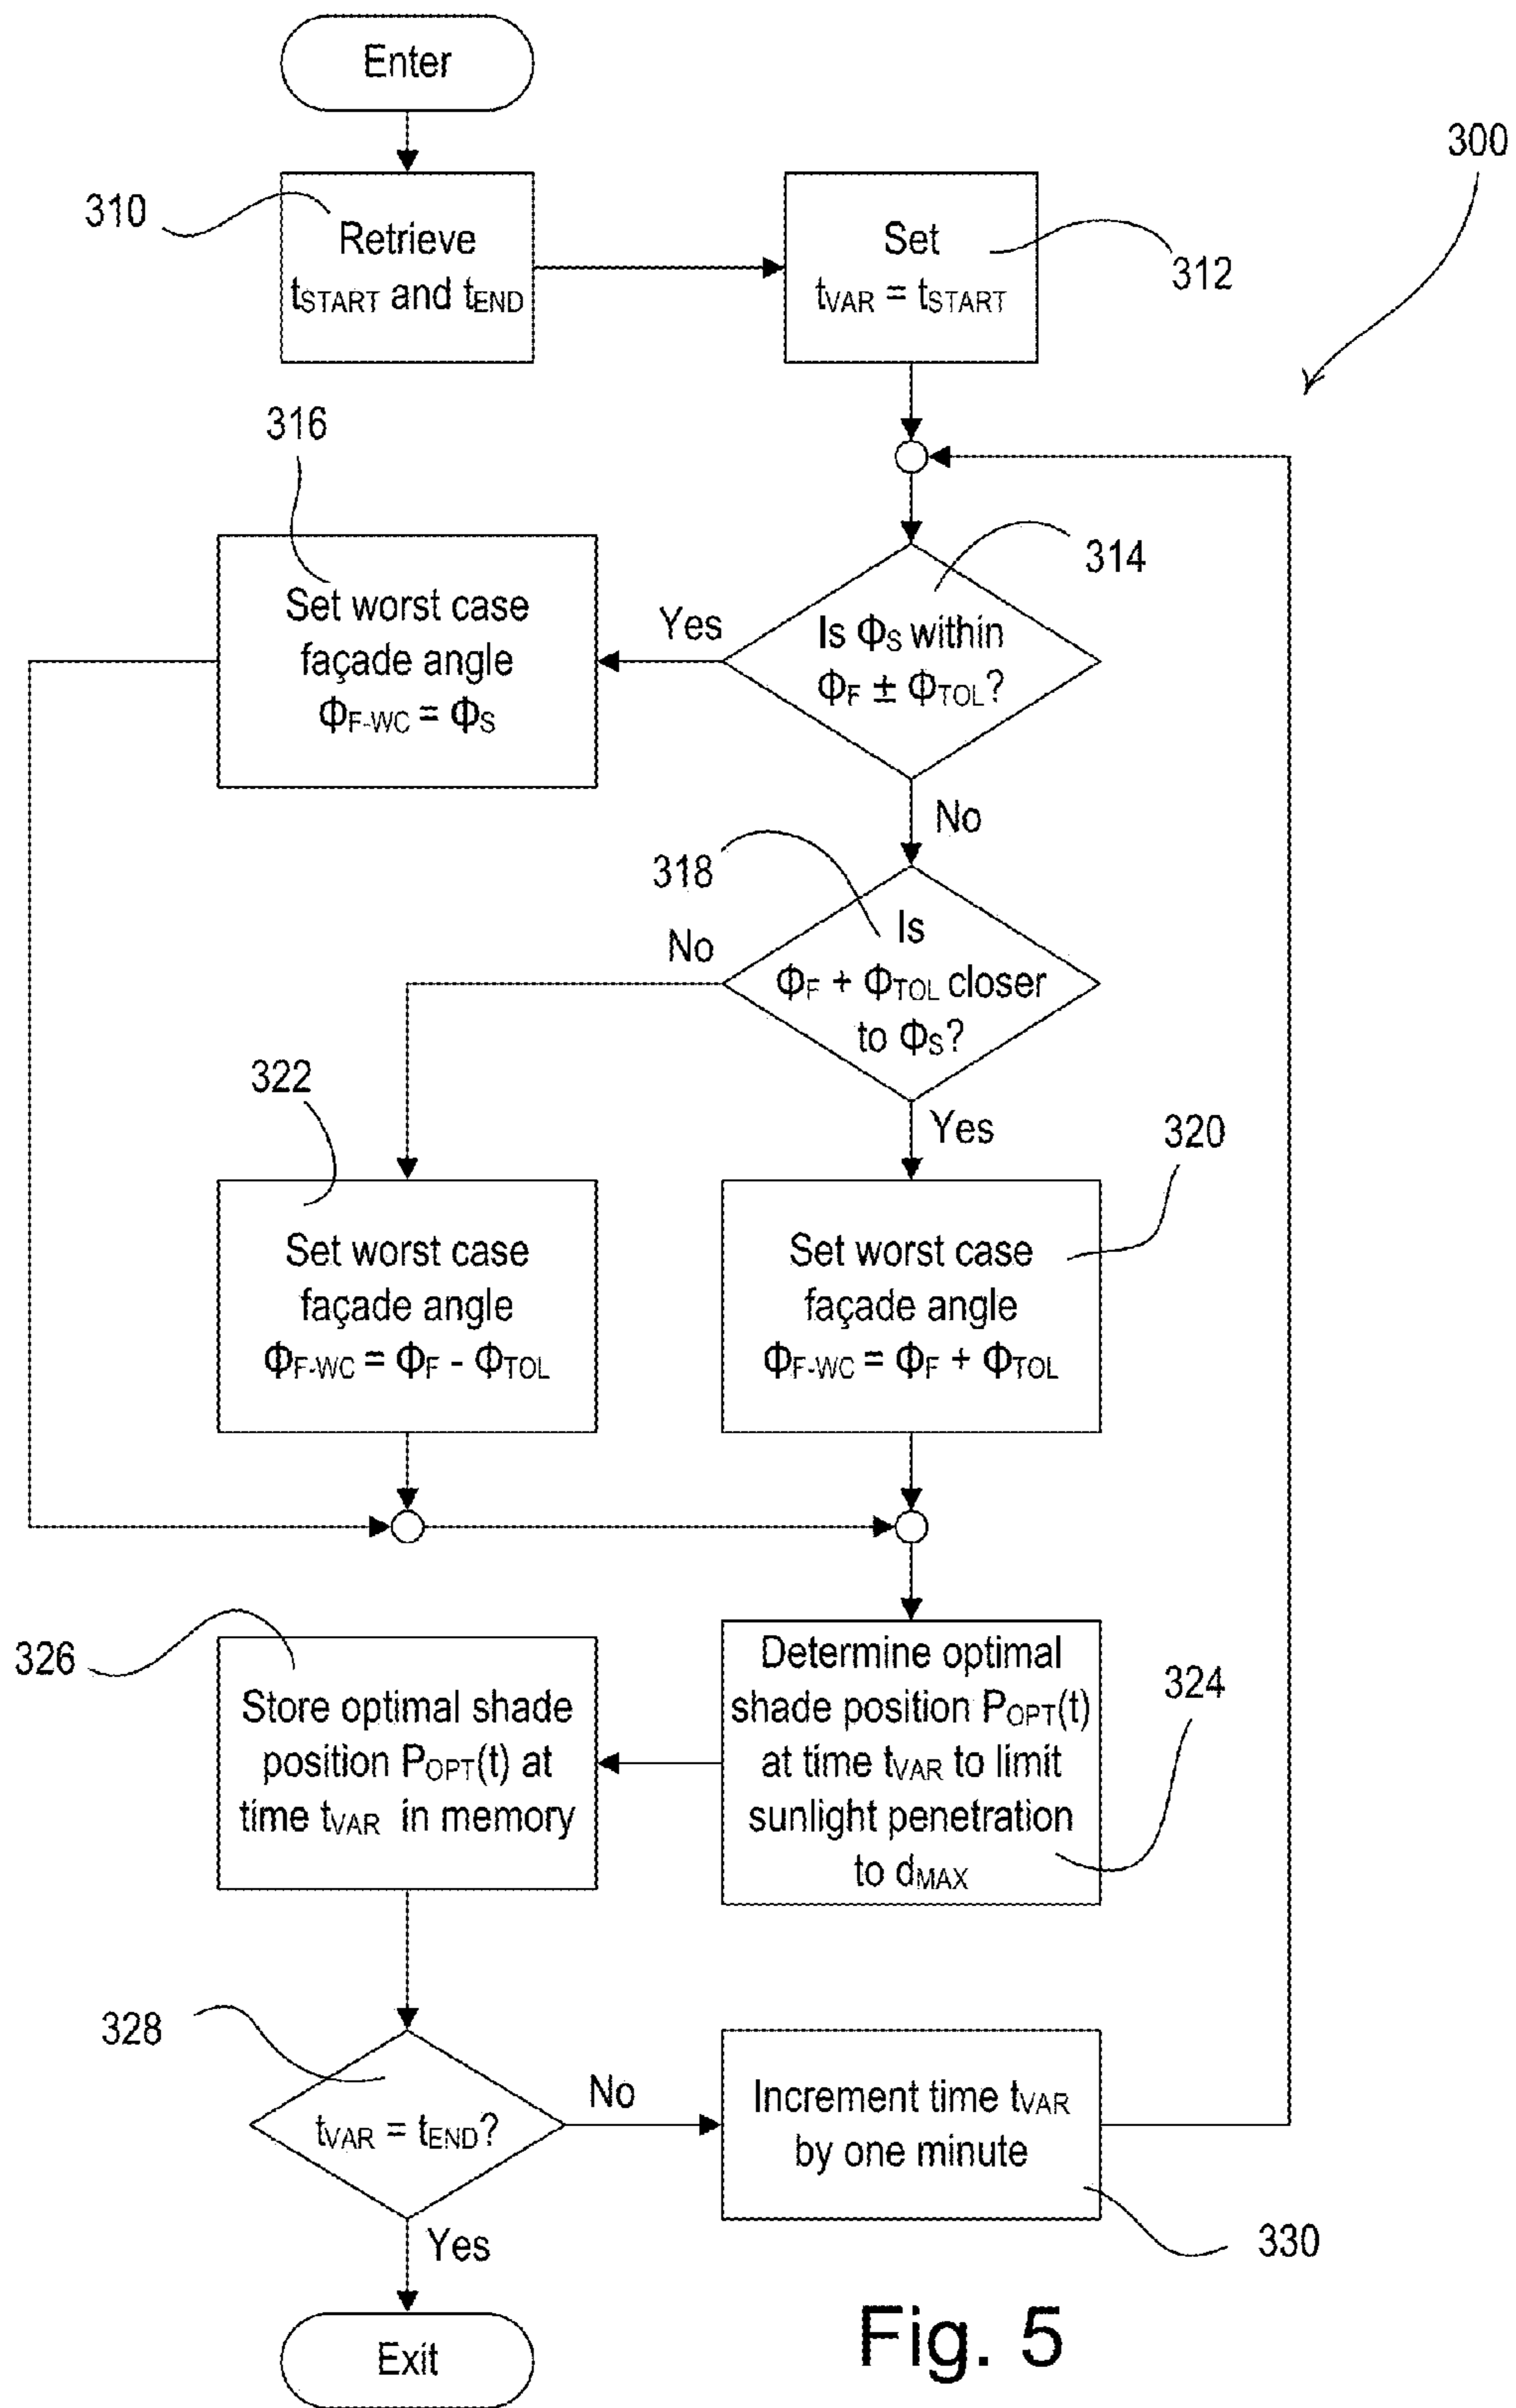 Enter
300
310
Retrieve
tSTART and tEND
Set
tVAR = tSTART
312
316
314
Set worst case
façade angle
ΦF-WC = ΦS
Yes
Is ΦS within
ΦF ± ΦTOL?
No
318
No
Is
ΦF + ΦTOL closer
to ΦS?
322
Yes
320
Set worst case
façade angle
ΦF-WC = ΦF - ΦTOL
Set worst case
façade angle
ΦF-WC = ΦF + ΦTOL
326
Store optimal shade
position POPT(t) at
time tVAR in memory
Determine optimal
shade position POPT(t)
at time tVAR to limit
sunlight penetration
to dMAX
324
328
tVAR = tEND?
No
Increment time tVAR
by one minute
330
Yes
Exit
Fig. 5